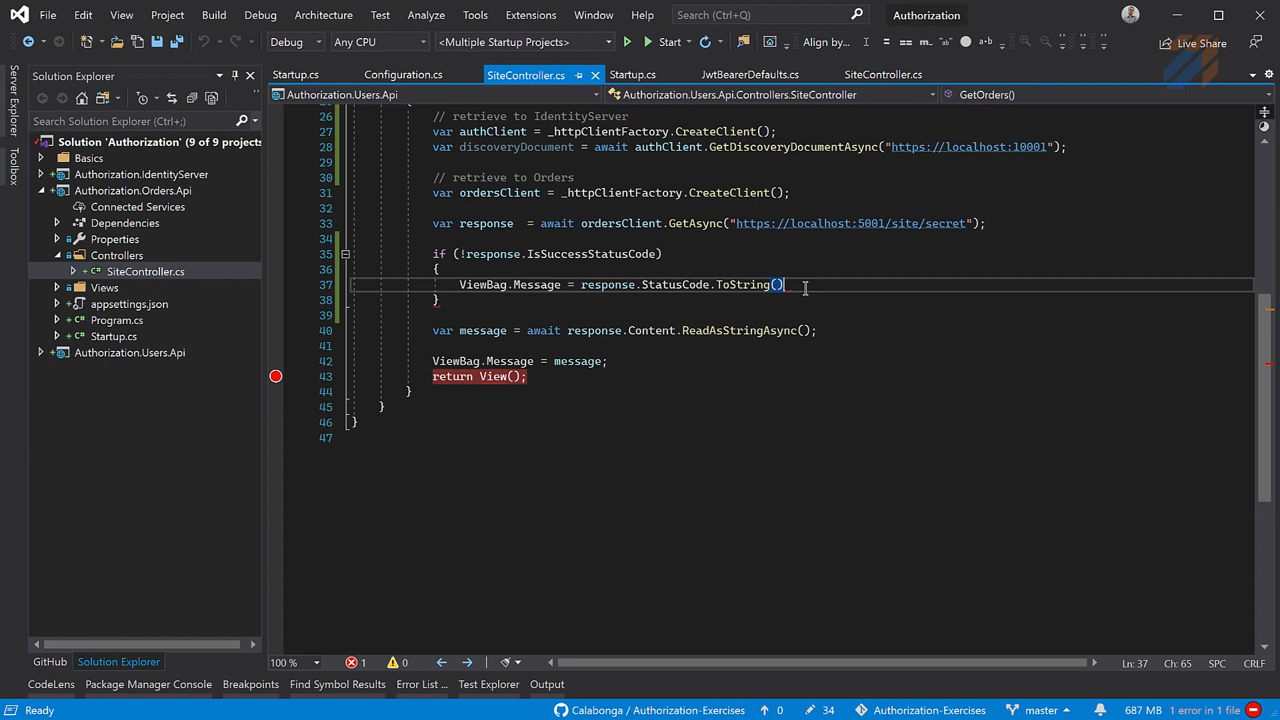 File Edit View Project Build Debug Architecture Test Analyze Tools Extensions Window Help Search (Ctrl+Q) Authorization
Debug Any CPU <Multiple Startup Projects> Start Align by... Live Share
Server Explorer
Toolbox
Solution Explorer
Search Solution Explorer (Ctrl+;)
Solution 'Authorization' (9 of 9 projects
Basics
Authorization.IdentityServer
Authorization.Orders.Api
Connected Services
Dependencies
Properties
Controllers
SiteController.cs
Views
appsettings.json
Program.cs
Startup.cs
Authorization.Users.Api
GitHub Solution Explorer
Startup.cs Configuration.cs SiteController.cs Startup.cs JwtBearerDefaults.cs SiteController.cs
Authorization.Users.Api Authorization.Users.Api.Controllers.SiteController GetOrders()
26 // retrieve to IdentityServer
27 var authClient = _httpClientFactory.CreateClient();
28 var discoveryDocument = await authClient.GetDiscoveryDocumentAsync("https://localhost:10001");
29
30 // retrieve to Orders
31 var ordersClient = _httpClientFactory.CreateClient();
32
33 var response  = await ordersClient.GetAsync("https://localhost:5001/site/secret");
34
35 if (!response.IsSuccessStatusCode)
36 {
37 ViewBag.Message = response.StatusCode.ToString()
38 }
39
40 var message = await response.Content.ReadAsStringAsync();
41
42 ViewBag.Message = message;
43 return View();
44 }
45 }
46 }
47
100 % 1 0 Ln: 37 Ch: 65 SPC CRLF
CodeLens Package Manager Console Breakpoints Find Symbol Results Error List ... Test Explorer Output
Ready Calabonga / Authorization-Exercises 0 34 Authorization-Exercises master 687 MB 1 error in 1 file